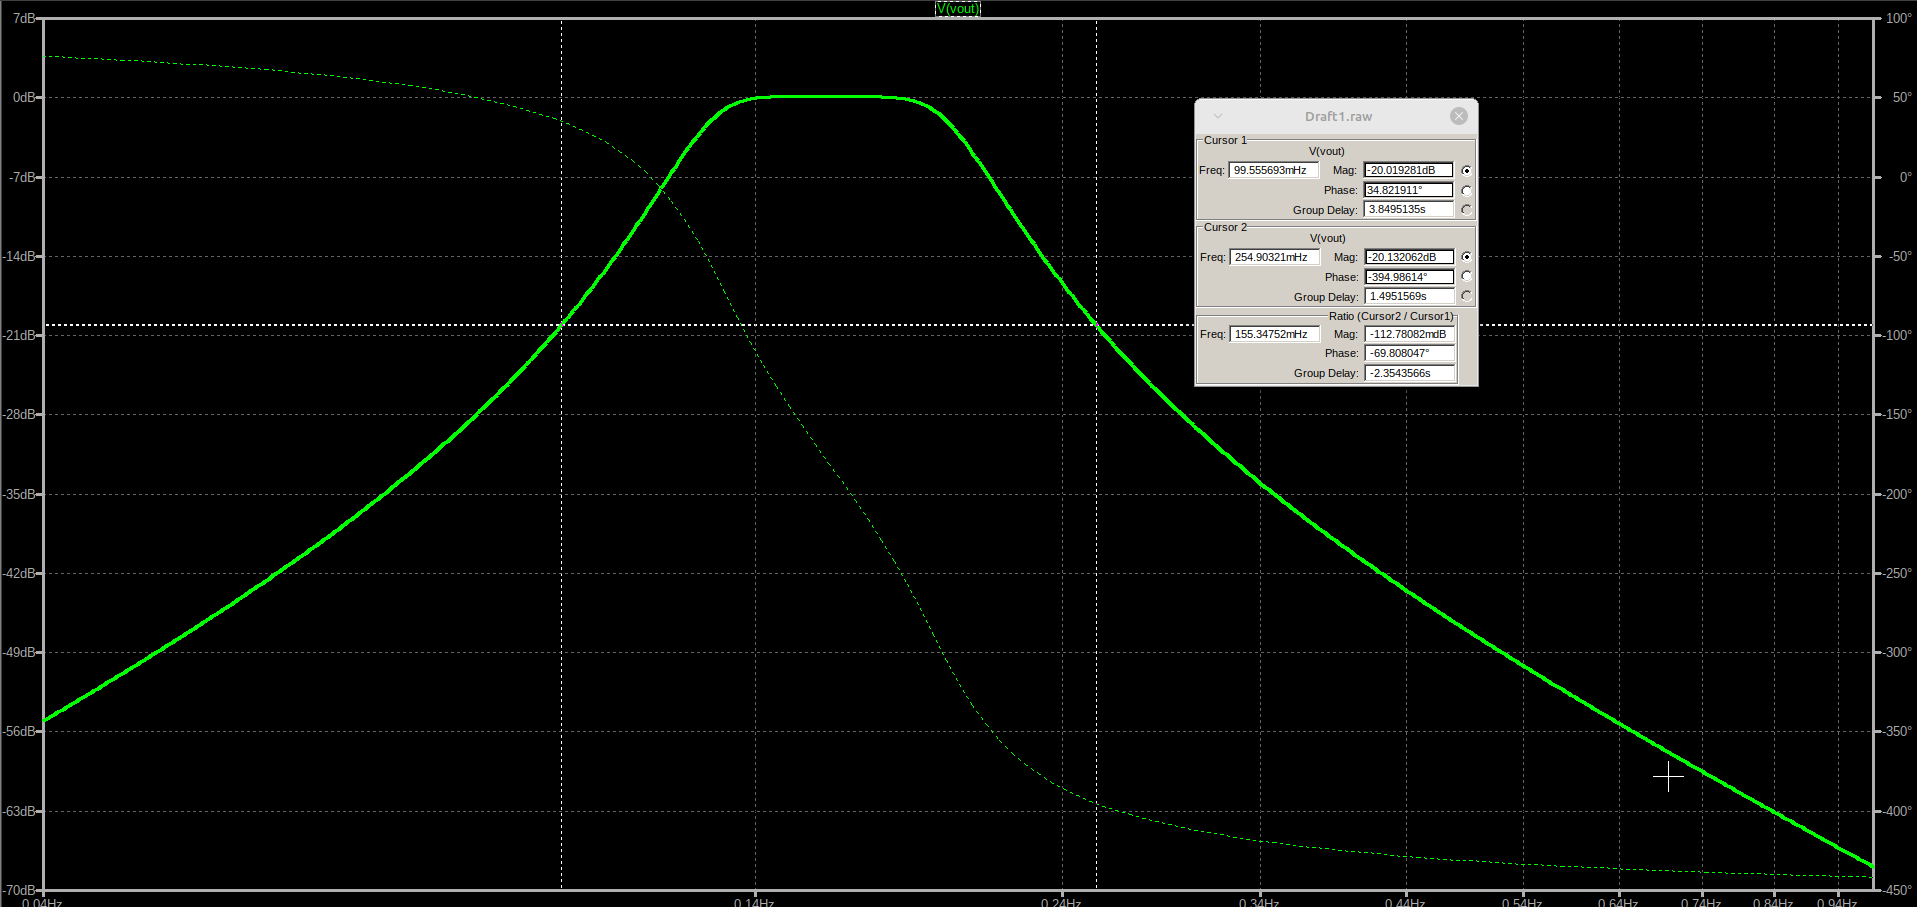 V(vout)
7dB
0dB
-7dB
-14dB
-21dB
-28dB
-35dB
-42dB
-49dB
-56dB
-63dB
-70dB
100°
50°
0°
-50°
-100°
-150°
-200°
-250°
-300°
-350°
-400°
-450°
0.04Hz 0.14Hz 0.24Hz 0.34Hz 0.44Hz 0.54Hz 0.64Hz 0.74Hz 0.84Hz 0.94Hz
Draft1.raw
Cursor 1
V(vout)
Freq: 99.555693mHz Mag: -20.019281dB
Phase: 34.821911°
Group Delay: 3.8495135s
Cursor 2
V(vout)
Freq: 254.90321mHz Mag: -20.132062dB
Phase: -394.98614°
Group Delay: 1.4951569s
Ratio (Cursor2 / Cursor1)
Freq: 155.34752mHz Mag: -112.78082mdB
Phase: -69.808047°
Group Delay: -2.3543566s